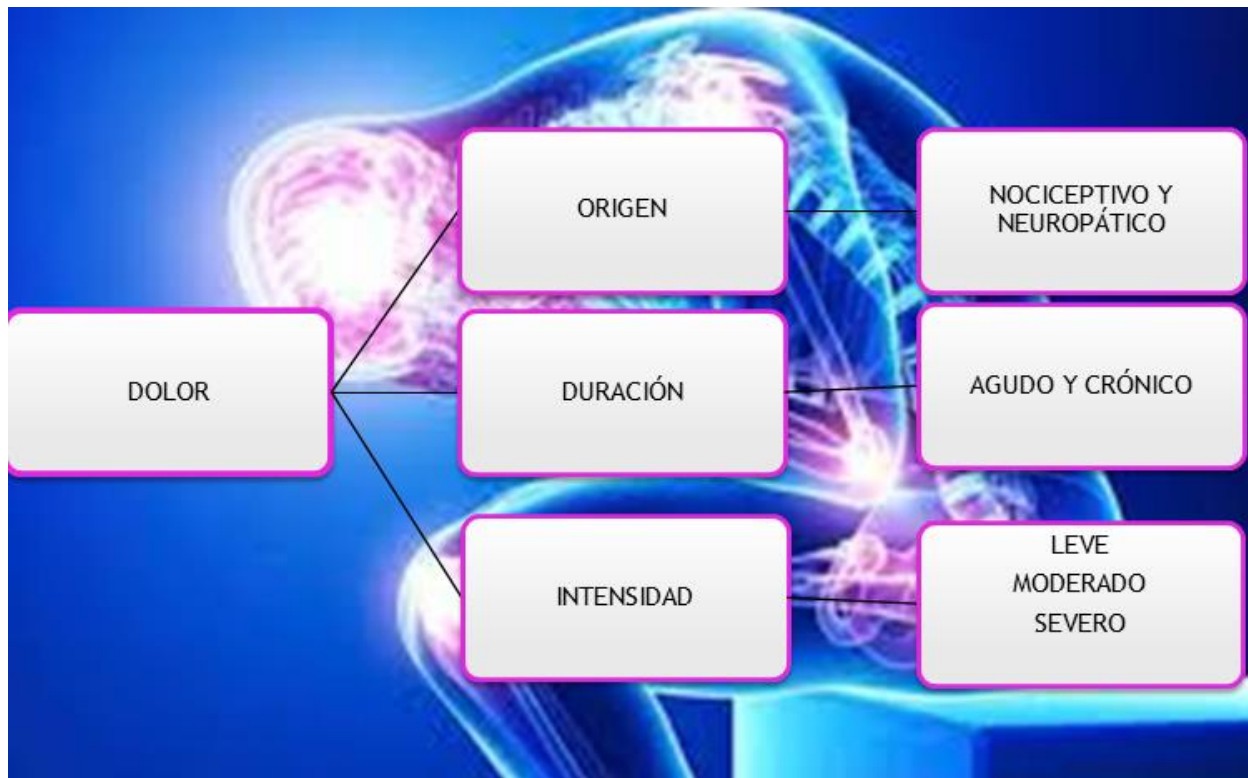 DOLOR
ORIGEN
NOCICEPTIVO Y
NEUROPÁTICO
DURACIÓN
AGUDO Y CRÓNICO
INTENSIDAD
LEVE
MODERADO
SEVERO